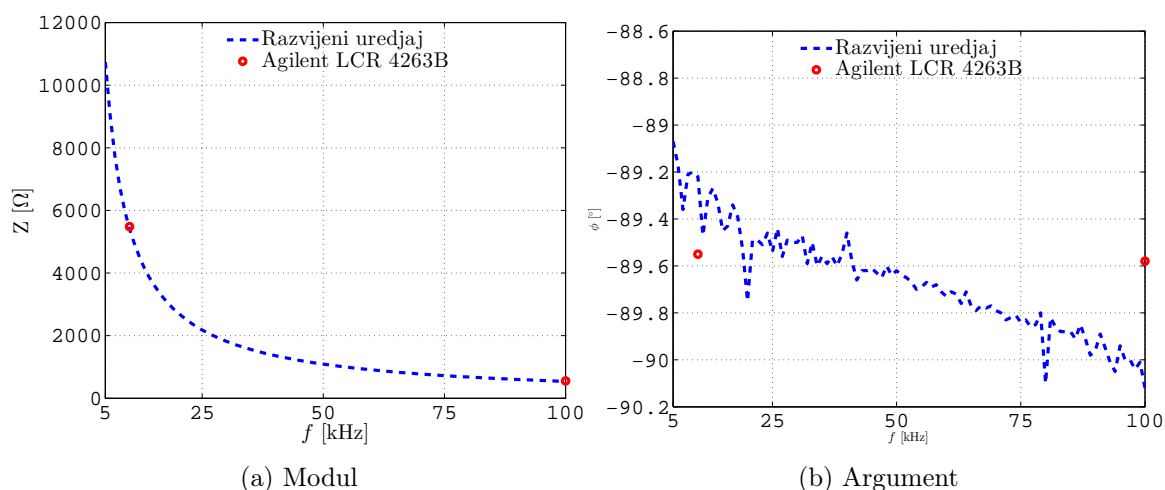 12000
10000
8000
6000
4000
2000
0
Z [Ω]
5
25
50
75
100
f [kHz]
Razvijeni uredjaj
Agilent LCR 4263B
(a) Modul
-88.6
-88.8
-89
-89.2
-89.4
-89.6
-89.8
-90
-90.2
ϕ [°]
5
25
50
75
100
f [kHz]
Razvijeni uredjaj
Agilent LCR 4263B
(b) Argument